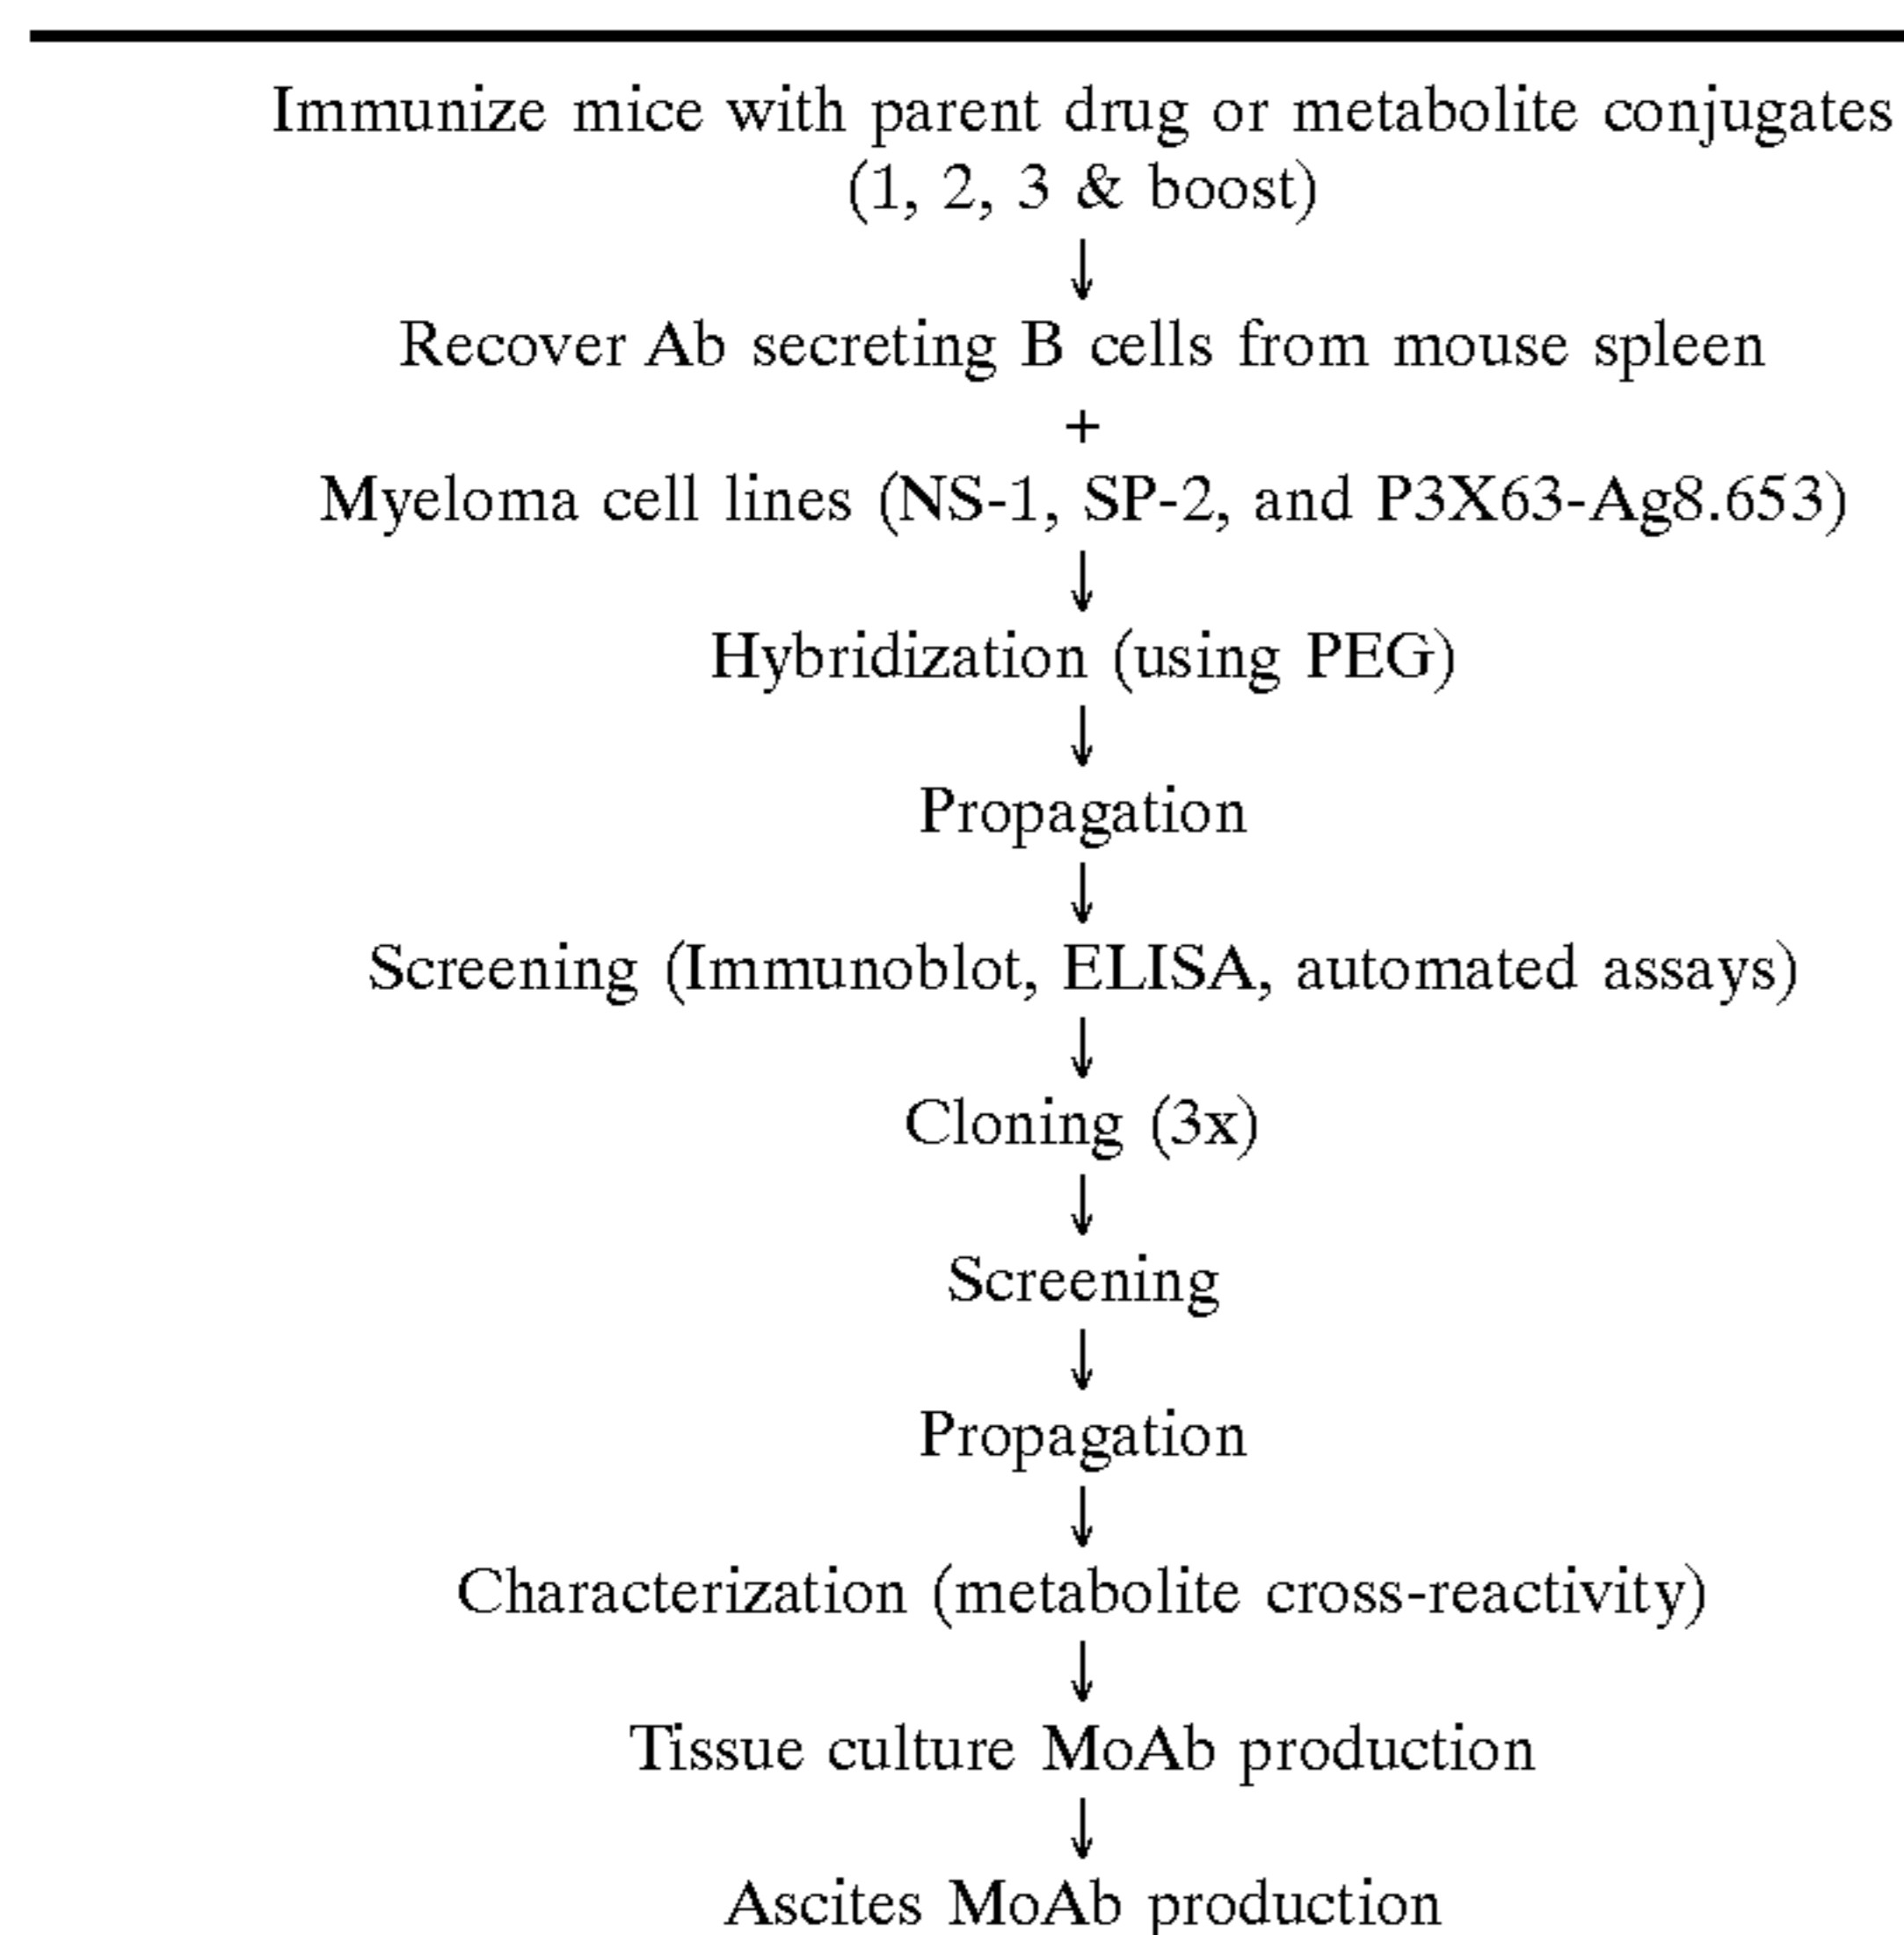 Immunize mice with parent drug or metabolite conjugates
(1, 2, 3 & boost)
↓
Recover Ab secreting B cells from mouse spleen
+
Myeloma cell lines (NS-1, SP-2, and P3X63-Ag8.653)
↓
Hybridization (using PEG)
↓
Propagation
↓
Screening (Immunoblot, ELISA, automated assays)
↓
Cloning (3x)
↓
Screening
↓
Propagation
↓
Characterization (metabolite cross-reactivity)
↓
Tissue culture MoAb production
↓
Ascites MoAb production